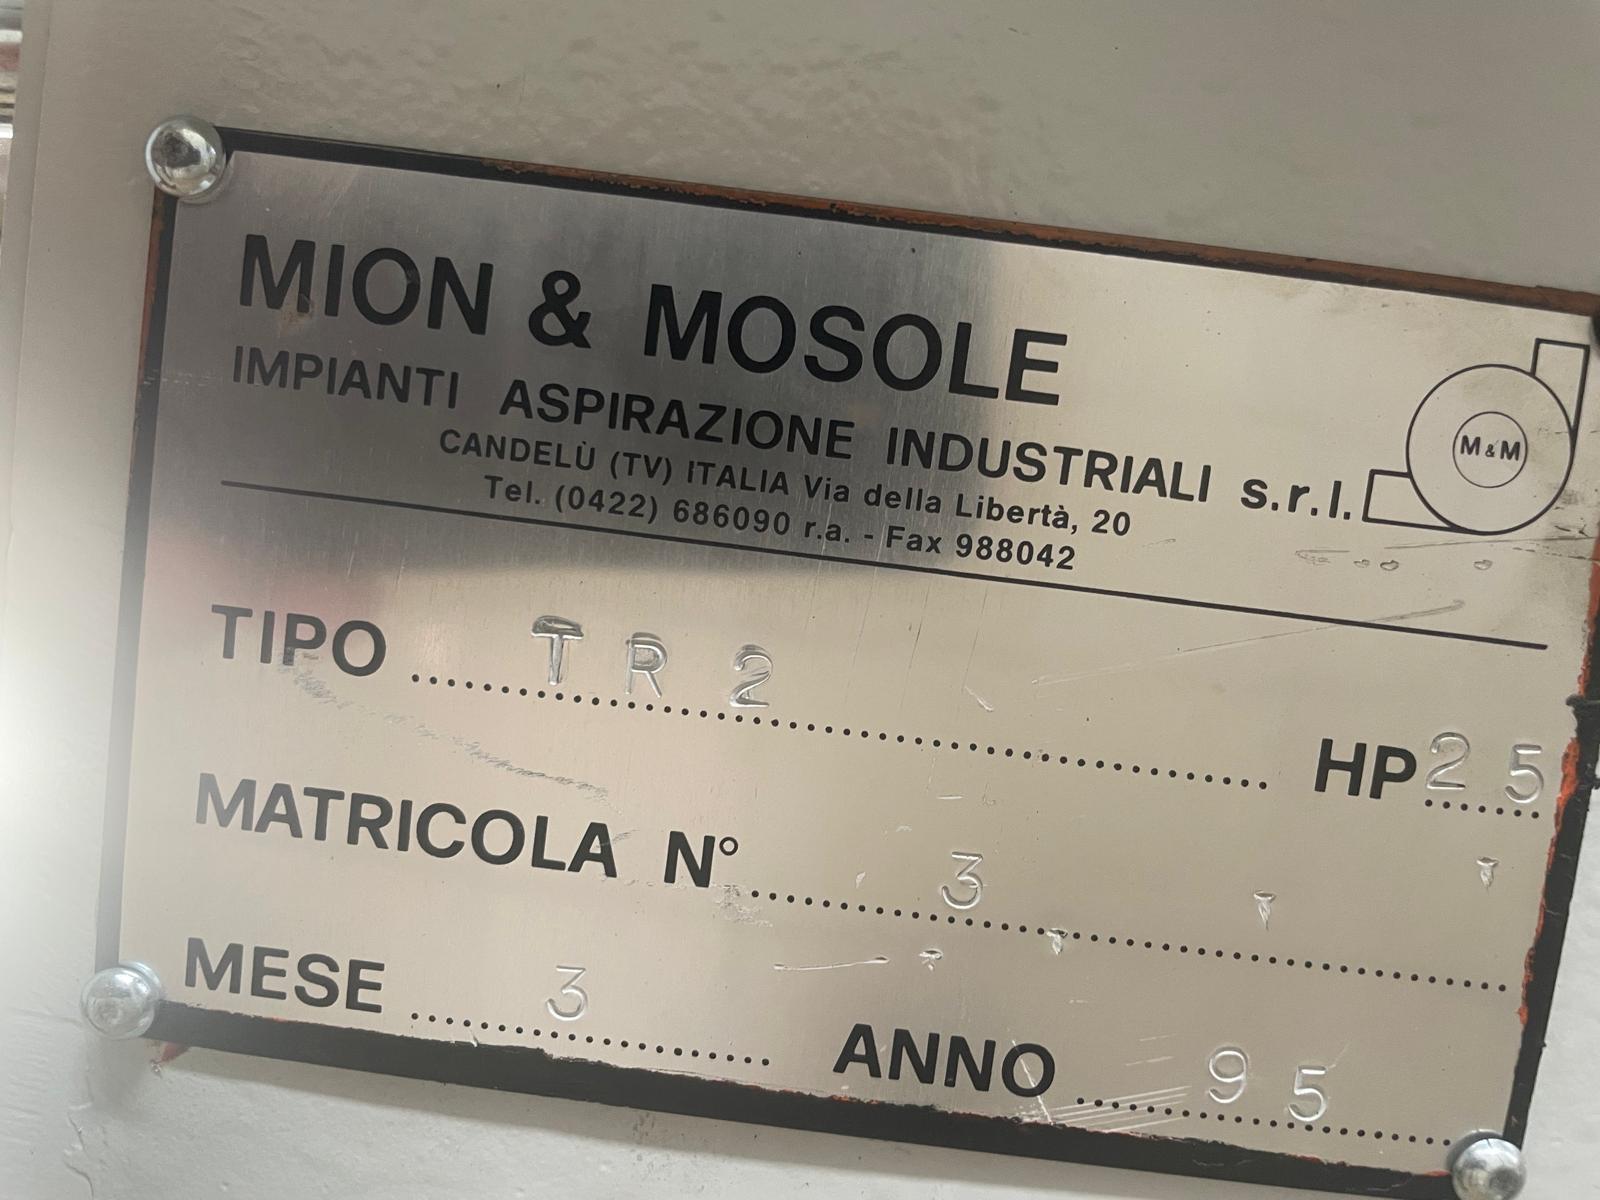 MION & MOSOLE
IMPIANTI ASPIRAZIONE INDUSTRIALI s.r.l.
M&M
CANDELÙ (TV) ITALIA Via della Libertà, 20
Tel. (0422) 686090 r.a. - Fax 988042
TIPO TR2
HP 25
MATRICOLA N° 3
MESE 3
ANNO 95